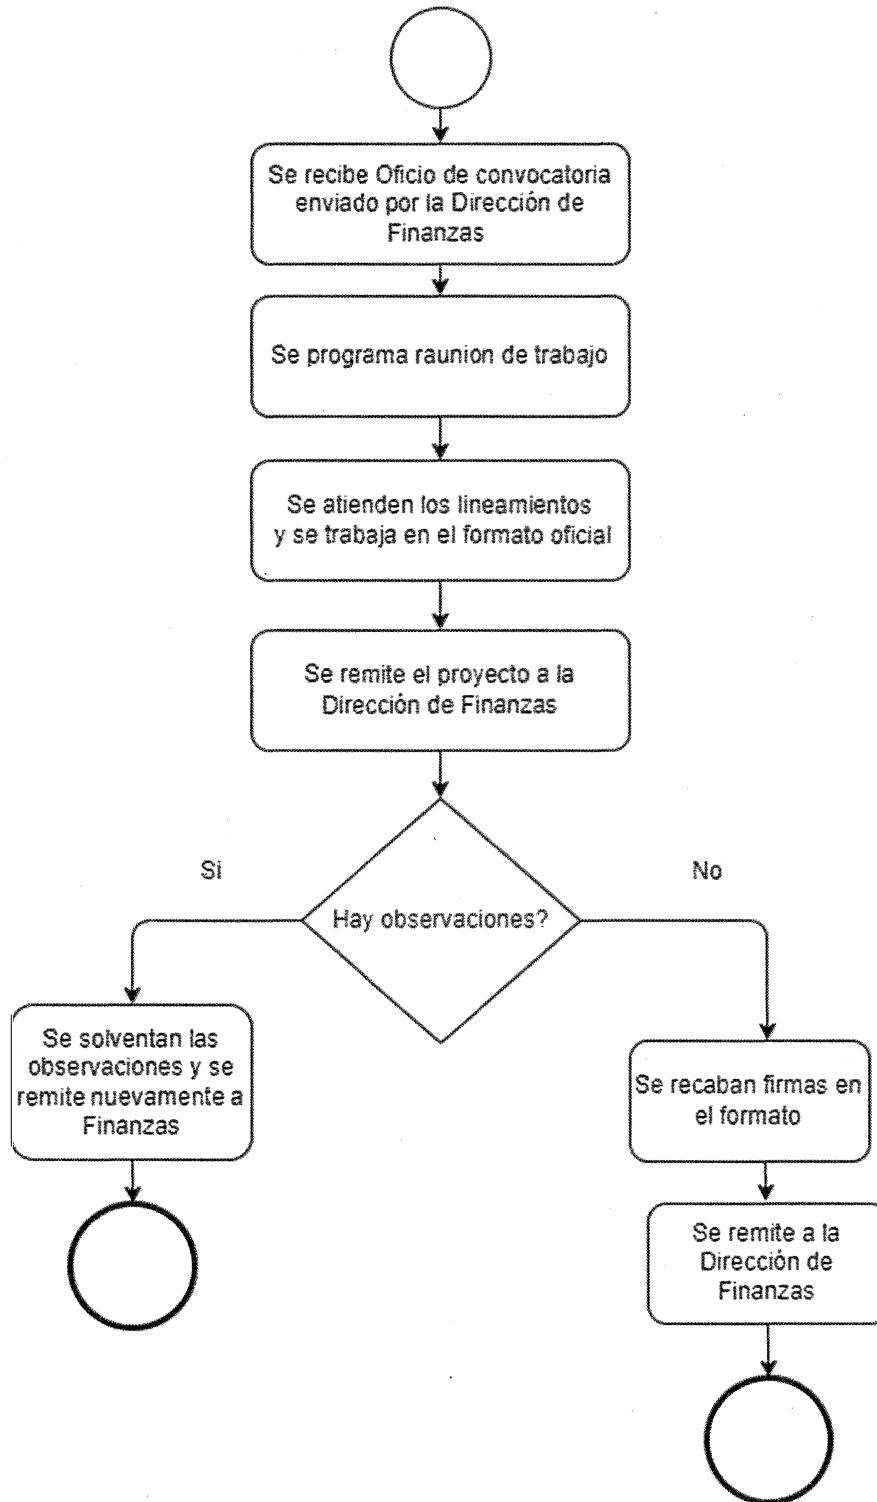 Se recibe Oficio de convocatoria
enviado por la Dirección de
Finanzas
Se programa raunion de trabajo
Se atienden los lineamientos
y se trabaja en el formato oficial
Se remite el proyecto a la
Dirección de Finanzas
Si
No
Hay observaciones?
Se solventan las
observaciones y se
remite nuevamente a
Finanzas
Se recaban firmas en
el formato
Se remite a la
Dirección de
Finanzas